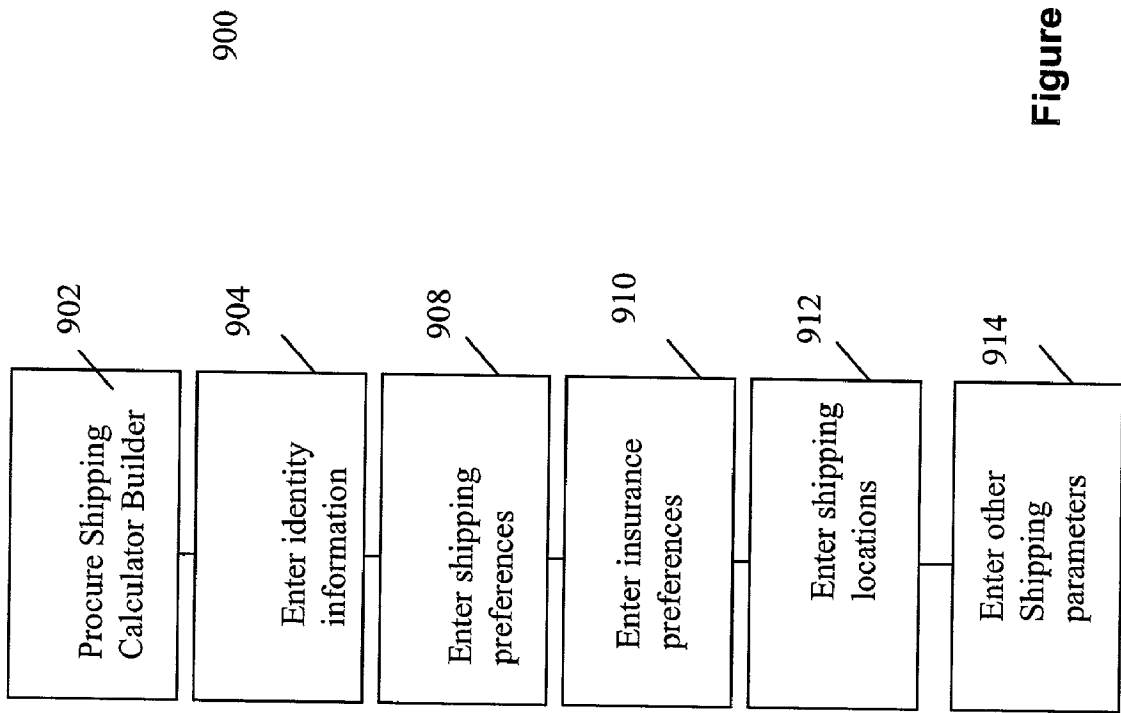 900
902
Procure Shipping
Calculator Builder
904
Enter identity
information
908
Enter shipping
preferences
910
Enter insurance
preferences
912
Enter shipping
locations
914
Enter other
Shipping
parameters
Figure